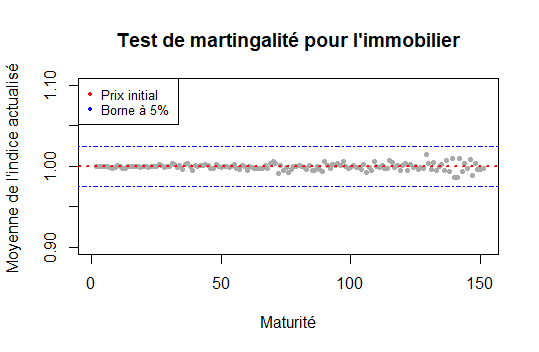 Test de martingalité pour l'immobilier
Moyenne de l'indice actualisé
1.10
1.00
0.90
Prix initial
Borne à 5%
0 50 100 150
Maturité